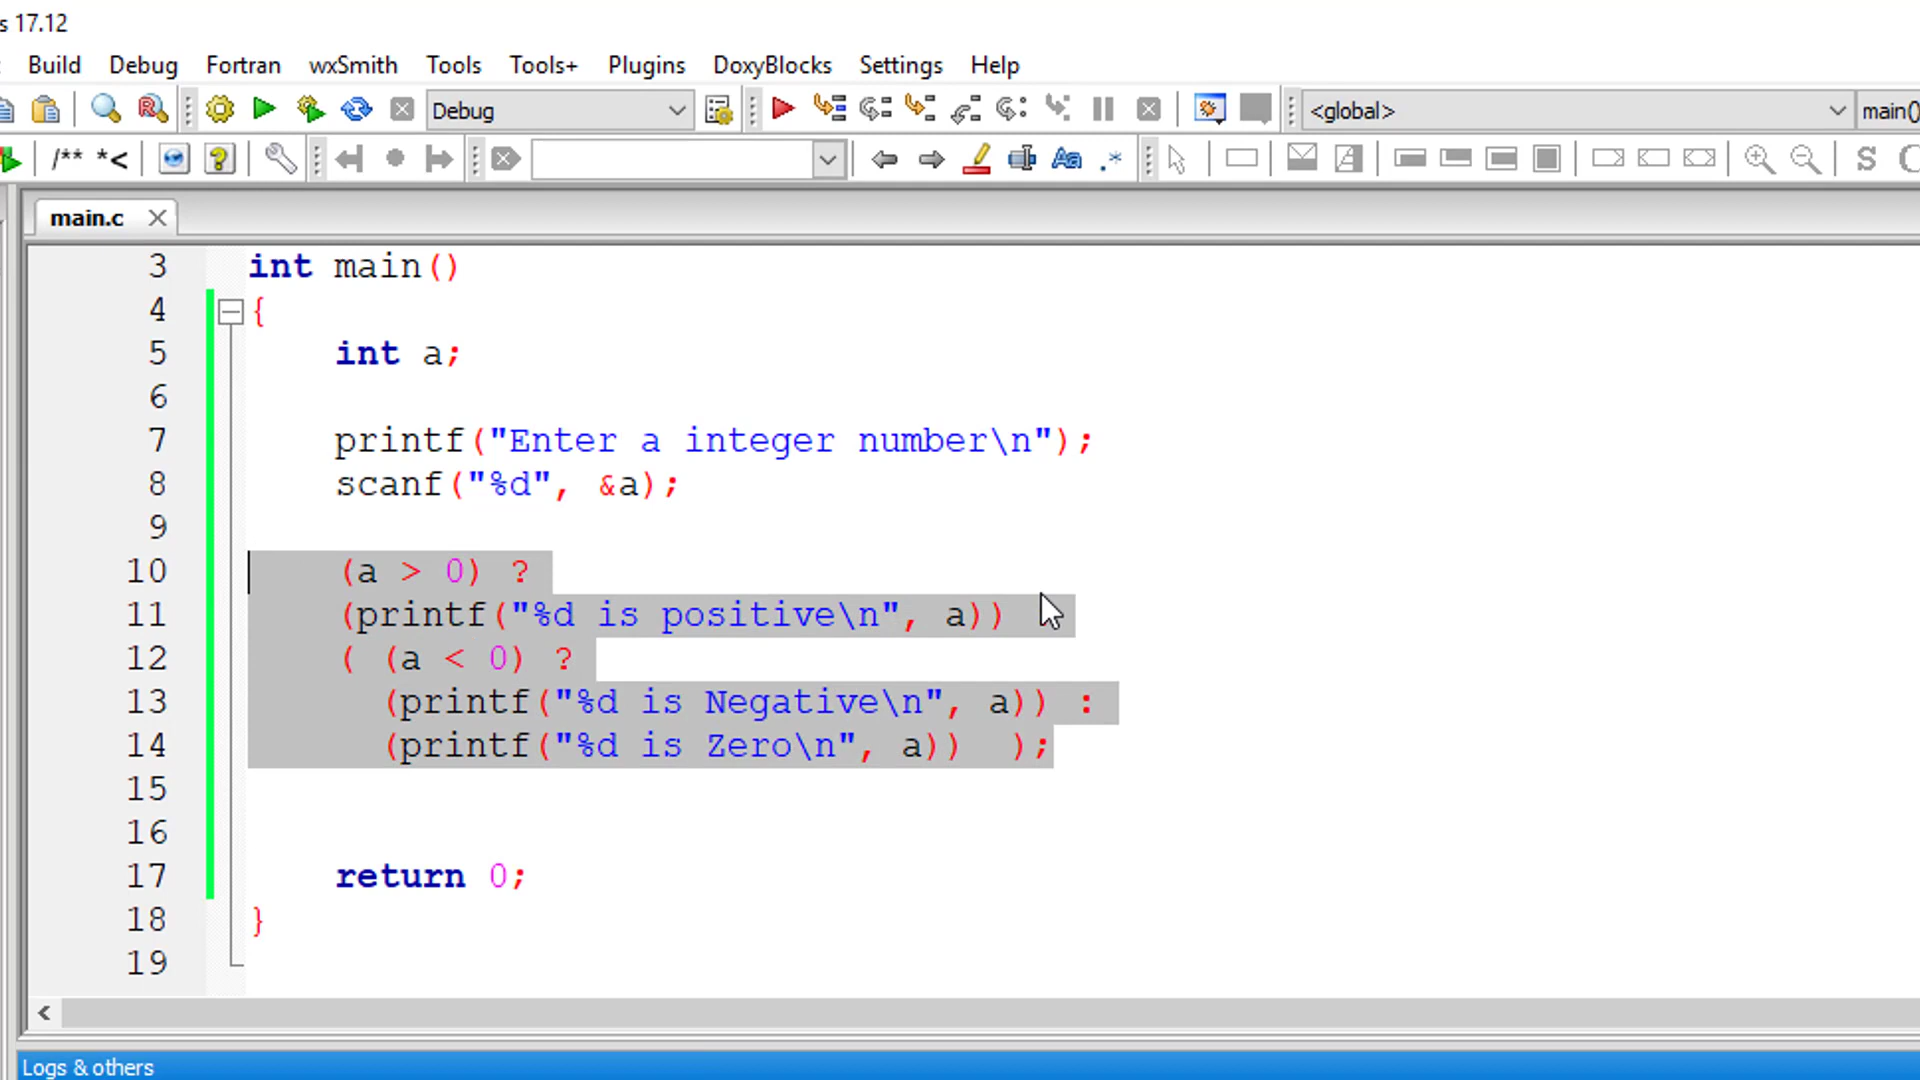 s 17.12
Build Debug Fortran wxSmith Tools Tools+ Plugins DoxyBlocks Settings Help
Debug <global> main()
/** *< Aa .* S
main.c
3 int main()
4 {
5 int a;
6
7 printf("Enter a integer number\n");
8 scanf("%d", &a);
9
10 (a > 0) ?
11 (printf("%d is positive\n", a))
12 ( (a < 0) ?
13 (printf("%d is Negative\n", a)) :
14 (printf("%d is Zero\n", a)) );
15
16
17 return 0;
18 }
19
Logs & others